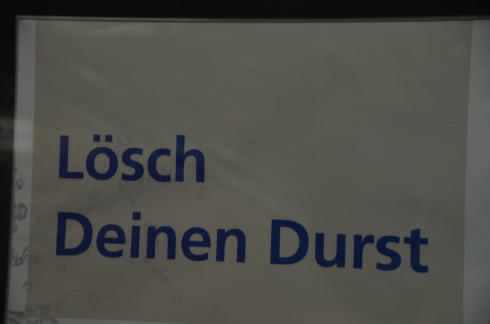 Lösch
Deinen Durst